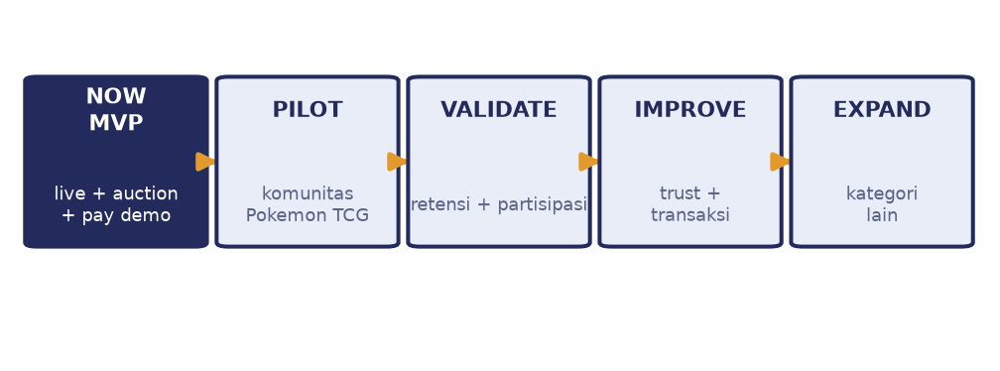 NOW
MVP
live + auction
+ pay demo
PILOT
komunitas
Pokemon TCG
VALIDATE
retensi + partisipasi
IMPROVE
trust +
transaksi
EXPAND
kategori
lain